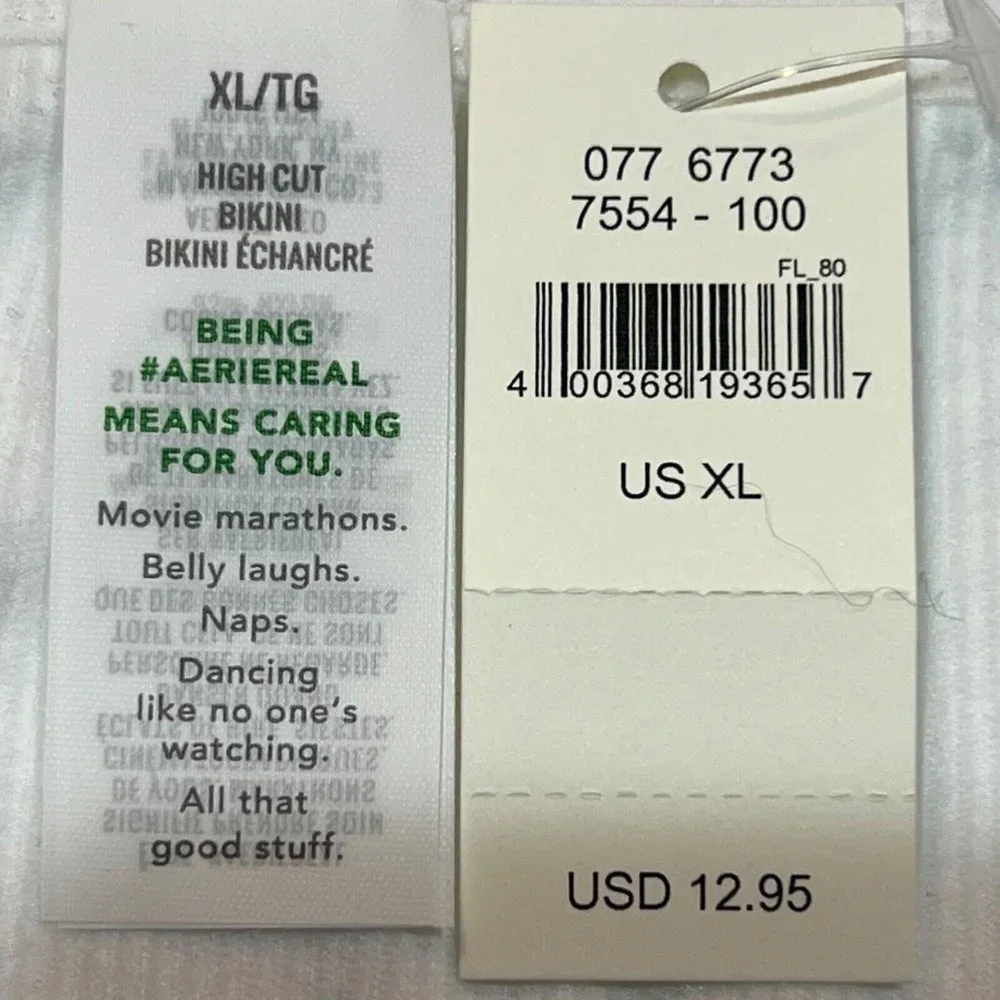 XL/TG
HIGH CUT
BIKINI
BIKINI ÉCHANCRÉ
BEING
#AERIEREAL
MEANS CARING
FOR YOU.
Movie marathons.
Belly laughs.
Naps.
Dancing
like no one's
watching.
All that
good stuff.
077 6773
7554 - 100
FL_80
4 00368 19365 7
US XL
USD 12.95